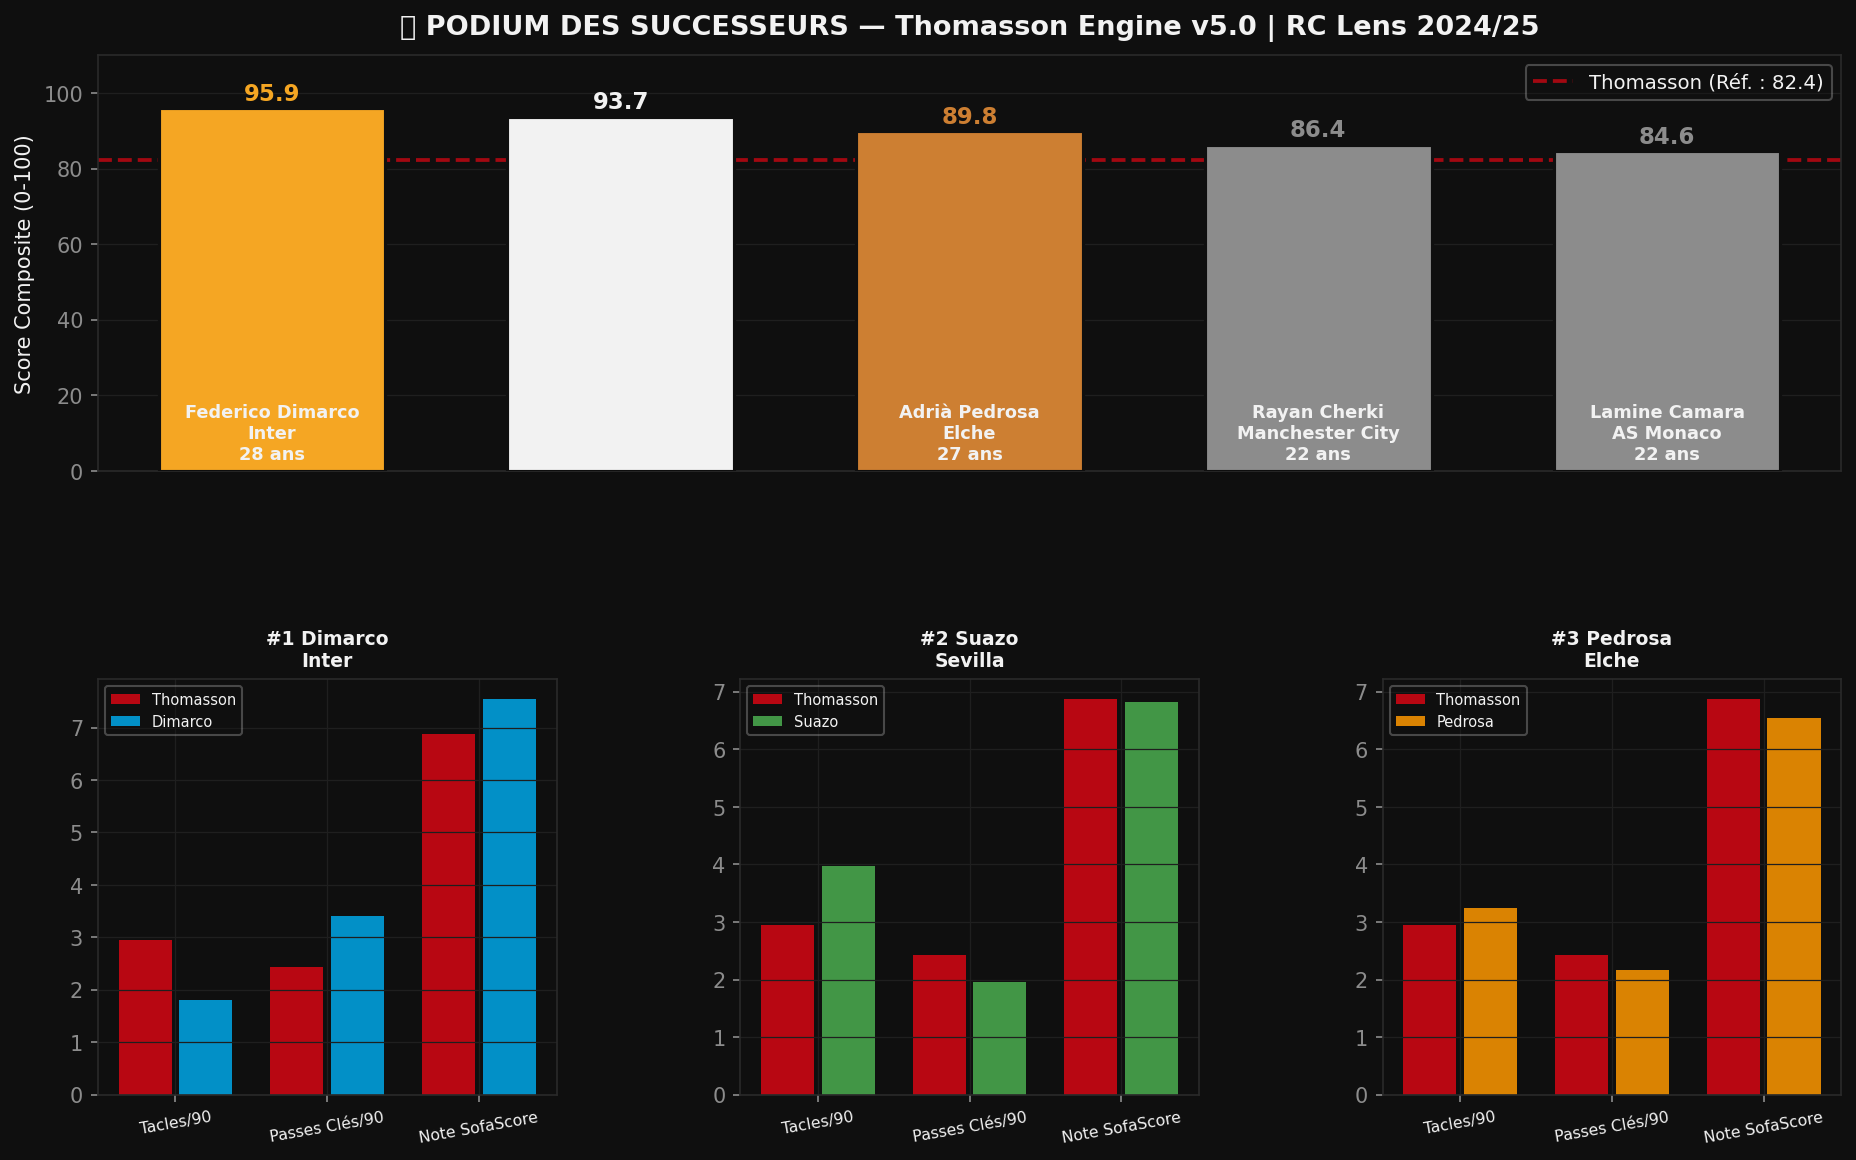 ▯ PODIUM DES SUCCESSEURS — Thomasson Engine v5.0 | RC Lens 2024/25
Score Composite (0-100)
100
80
60
40
20
0
Thomasson (Réf. : 82.4)
95.9
93.7
89.8
86.4
84.6
Federico Dimarco
Inter
28 ans
Adrià Pedrosa
Elche
27 ans
Rayan Cherki
Manchester City
22 ans
Lamine Camara
AS Monaco
22 ans
#1 Dimarco
Inter
Thomasson
Dimarco
7
6
5
4
3
2
1
0
Tacles/90
Passes Clés/90
Note SofaScore
#2 Suazo
Sevilla
Thomasson
Suazo
7
6
5
4
3
2
1
0
Tacles/90
Passes Clés/90
Note SofaScore
#3 Pedrosa
Elche
Thomasson
Pedrosa
7
6
5
4
3
2
1
0
Tacles/90
Passes Clés/90
Note SofaScore